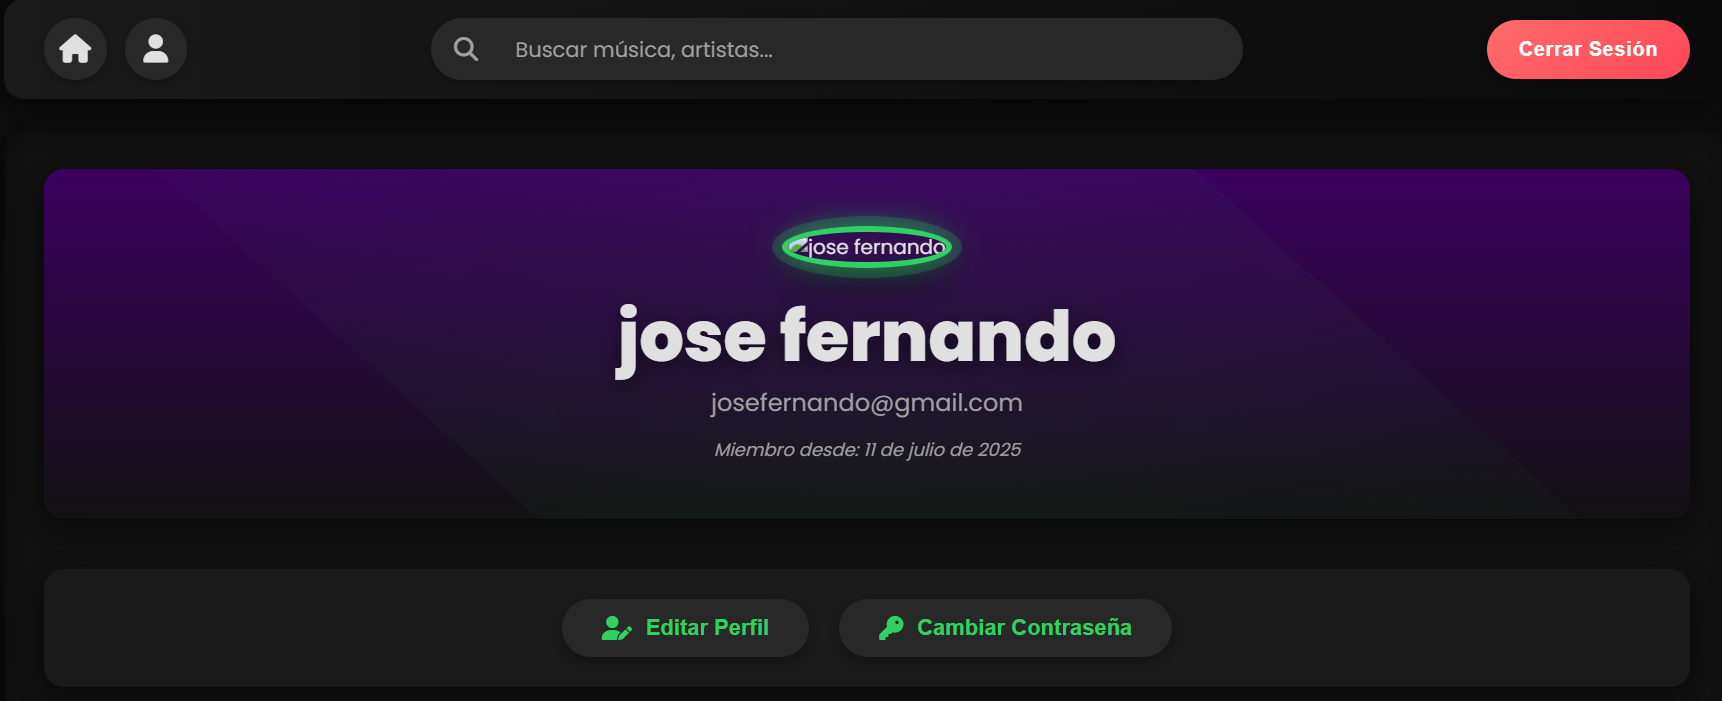 Buscar música, artistas...
Cerrar Sesión
jose fernando
jose fernando
josefernando@gmail.com
Miembro desde: 11 de julio de 2025
Editar Perfil
Cambiar Contraseña